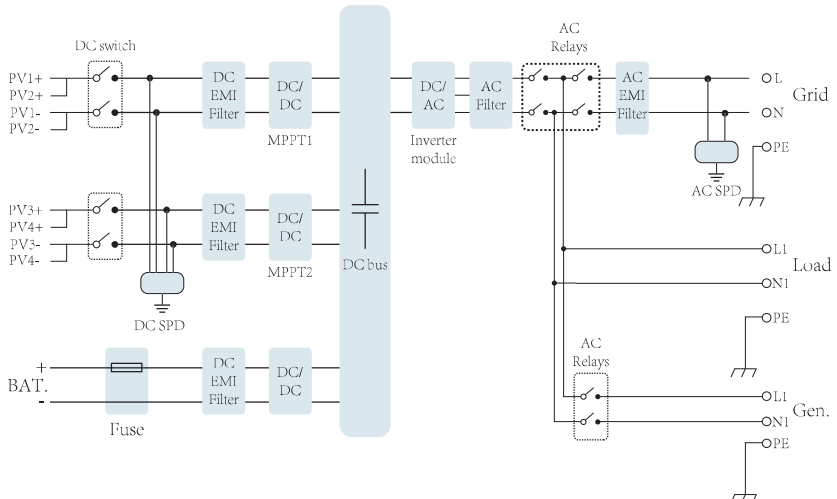 DC switch
PV1+
PV2+
PV1-
PV2-
DC
EMI
Filter
DC/
DC
MPPT1
DC/
AC
Inverter
module
AC
Filter
AC
Relays
AC
EMI
Filter
L
N
Grid
PE
AC SPD
PV3+
PV4+
PV3-
PV4-
DC
EMI
Filter
DC/
DC
MPPT2
DC bus
DC SPD
L1
N1
Load
PE
+
BAT.
-
Fuse
DC
EMI
Filter
DC/
DC
AC
Relays
L1
N1
Gen.
PE